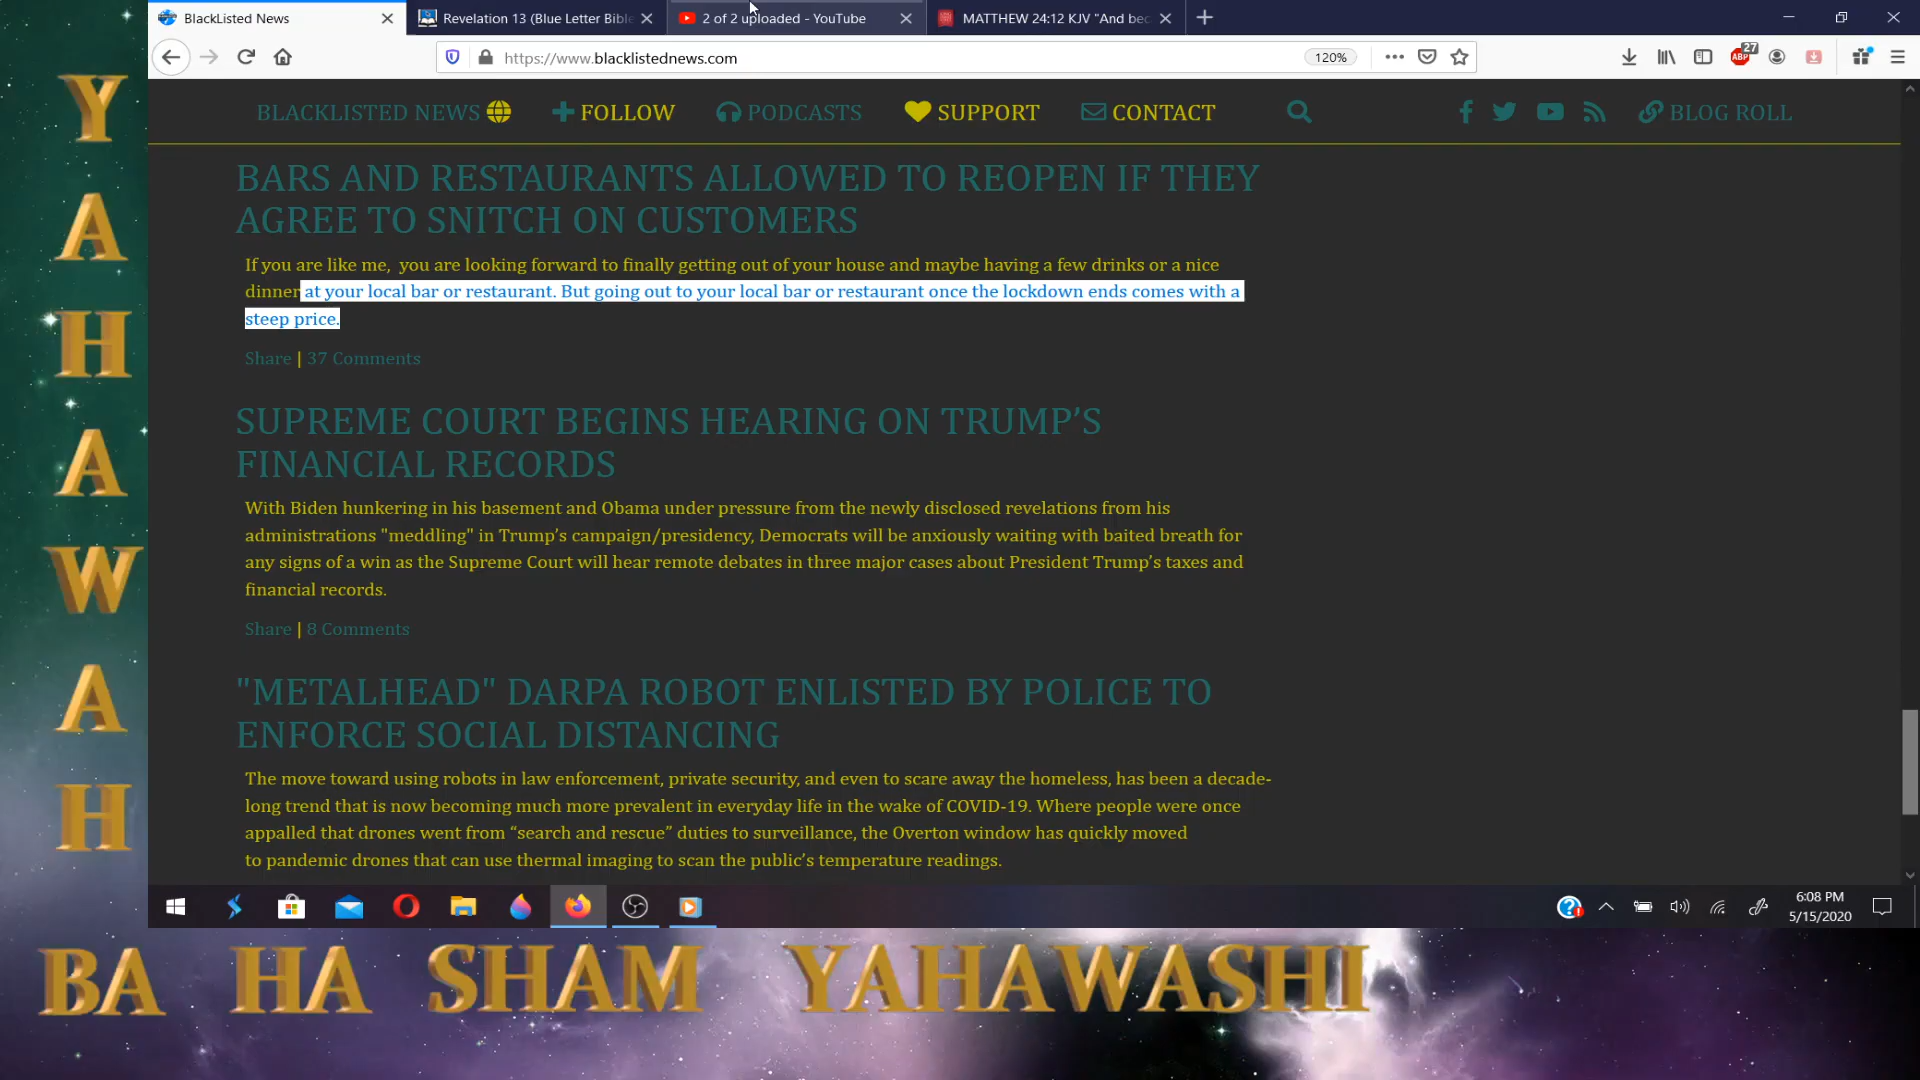 BlackListed News
Revelation 13 (Blue Letter Bible
2 of 2 uploaded - YouTube
MATTHEW 24:12 KJV "And bec
https://www.blacklistednews.com
120%
ABP
27
BLACKLISTED NEWS
FOLLOW
PODCASTS
SUPPORT
CONTACT
BLOG ROLL
BARS AND RESTAURANTS ALLOWED TO REOPEN IF THEY
AGREE TO SNITCH ON CUSTOMERS
If you are like me,  you are looking forward to finally getting out of your house and maybe having a few drinks or a nice
dinner at your local bar or restaurant. But going out to your local bar or restaurant once the lockdown ends comes with a
steep price.
Share | 37 Comments
SUPREME COURT BEGINS HEARING ON TRUMP’S
FINANCIAL RECORDS
With Biden hunkering in his basement and Obama under pressure from the newly disclosed revelations from his
administrations "meddling" in Trump’s campaign/presidency, Democrats will be anxiously waiting with baited breath for
any signs of a win as the Supreme Court will hear remote debates in three major cases about President Trump’s taxes and
financial records.
Share | 8 Comments
"METALHEAD" DARPA ROBOT ENLISTED BY POLICE TO
ENFORCE SOCIAL DISTANCING
The move toward using robots in law enforcement, private security, and even to scare away the homeless, has been a decade-
long trend that is now becoming much more prevalent in everyday life in the wake of COVID-19. Where people were once
appalled that drones went from “search and rescue” duties to surveillance, the Overton window has quickly moved
to pandemic drones that can use thermal imaging to scan the public’s temperature readings.
6:08 PM
5/15/2020
YAHAWAH
BA HA SHAM YAHAWASHI